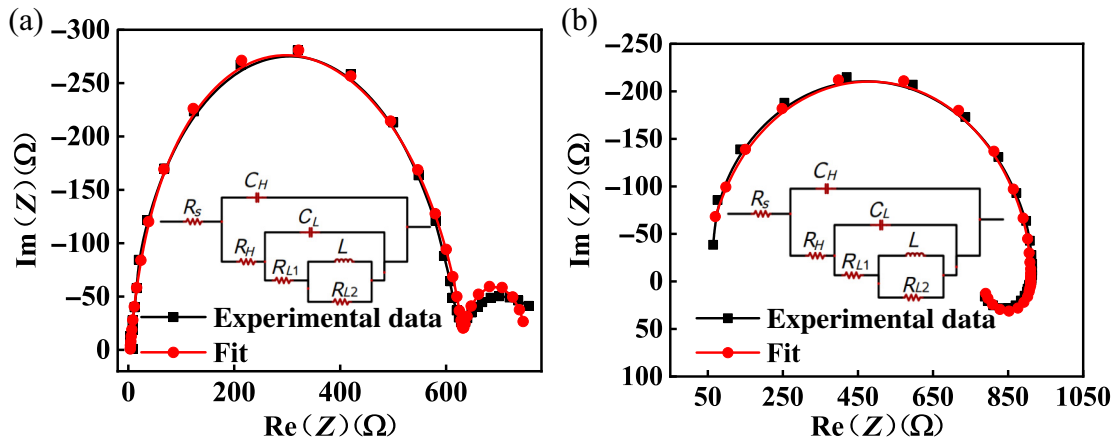 (a)
−300
−250
−200
−150
−100
−50
0
Im(Z)(Ω)
C_H
R_s
C_L
R_H
L
R_L1
R_L2
Experimental data
Fit
0 200 400 600
Re(Z)(Ω)
(b)
−250
−200
−150
−100
−50
0
50
100
Im(Z)(Ω)
C_H
R_s
C_L
R_H
L
R_L1
R_L2
Experimental data
Fit
50 250 450 650 850 1050
Re(Z)(Ω)